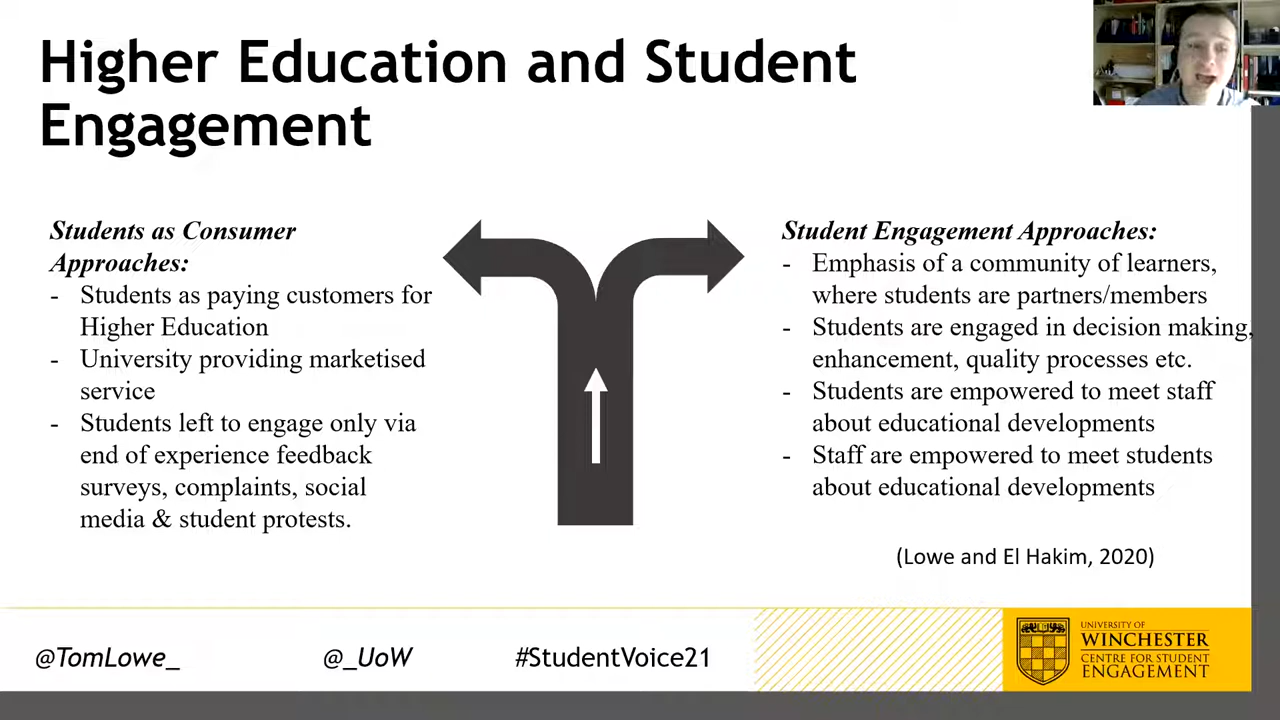 Higher Education and Student
Engagement
Students as Consumer
Approaches:
- Students as paying customers for
Higher Education
- University providing marketised
service
- Students left to engage only via
end of experience feedback
surveys, complaints, social
media & student protests.
Student Engagement Approaches:
- Emphasis of a community of learners,
where students are partners/members
- Students are engaged in decision making,
enhancement, quality processes etc.
- Students are empowered to meet staff
about educational developments
- Staff are empowered to meet students
about educational developments
(Lowe and El Hakim, 2020)
@TomLowe_
@_UoW
#StudentVoice21
UNIVERSITY OF
WINCHESTER
CENTRE FOR STUDENT
ENGAGEMENT